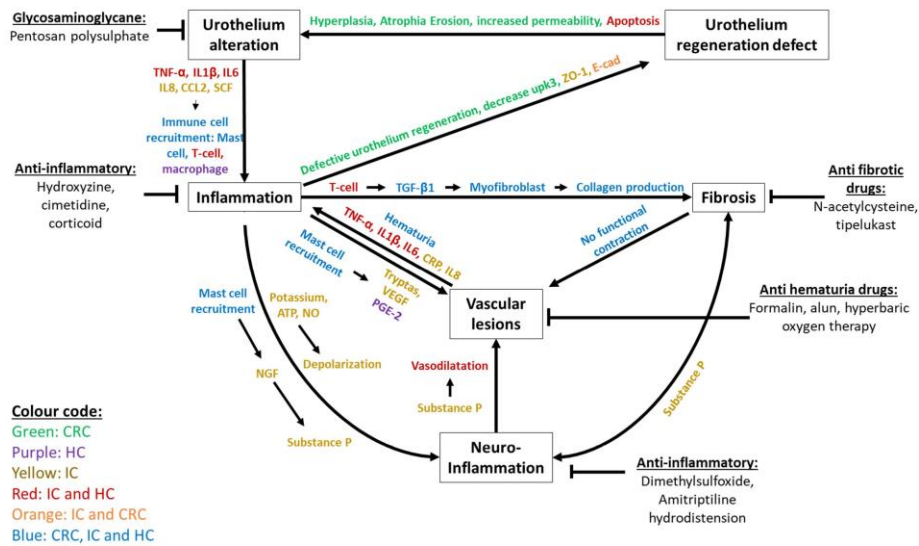 Glycosaminoglycane:
Pentosan polysulphate
Urothelium
alteration
Hyperplasia, Atrophia Erosion, increased permeability, Apoptosis
Urothelium
regeneration defect
TNF-α, IL1β, IL6
IL8, CCL2, SCF
Immune cell
recruitment: Mast
cell, T-cell,
macrophage
Defective urothelium regeneration, decrease upk3, ZO-1, E-cad
Anti-inflammatory:
Hydroxyzine,
cimetidine,
corticoid
Inflammation
T-cell
TGF-β1
Myofibroblast
Collagen production
Fibrosis
Anti fibrotic
drugs:
N-acetylcysteine,
tipelukast
Hematuria
TNF-α, IL1β, IL6, CRP, IL8
Mast cell
recruitment
Tryptas,
VEGF
PGE-2
No functional
contraction
Vascular
lesions
Anti hematuria drugs:
Formalin, alun, hyperbaric
oxygen therapy
Mast cell
recruitment
Potassium,
ATP, NO
Depolarization
NGF
Substance P
Vasodilatation
Substance P
Substance P
Neuro-
Inflammation
Anti-inflammatory:
Dimethylsulfoxide,
Amitriptiline
hydrodistension
Colour code:
Green: CRC
Purple: HC
Yellow: IC
Red: IC and HC
Orange: IC and CRC
Blue: CRC, IC and HC